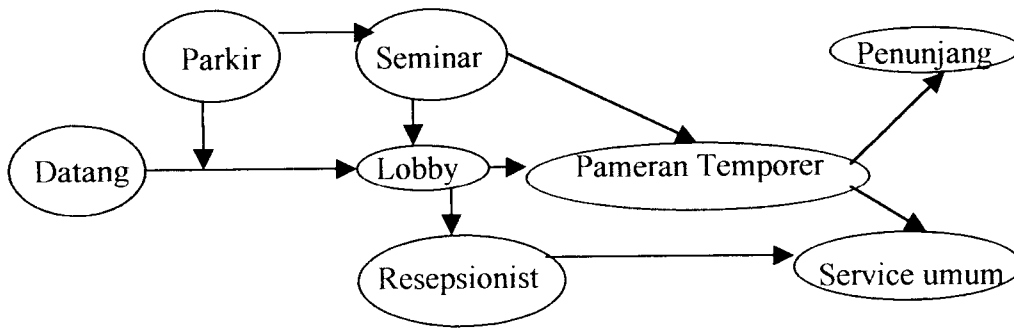 Parkir
Seminar
Penunjang
Datang
Lobby
Pameran Temporer
Resepsionist
Service umum